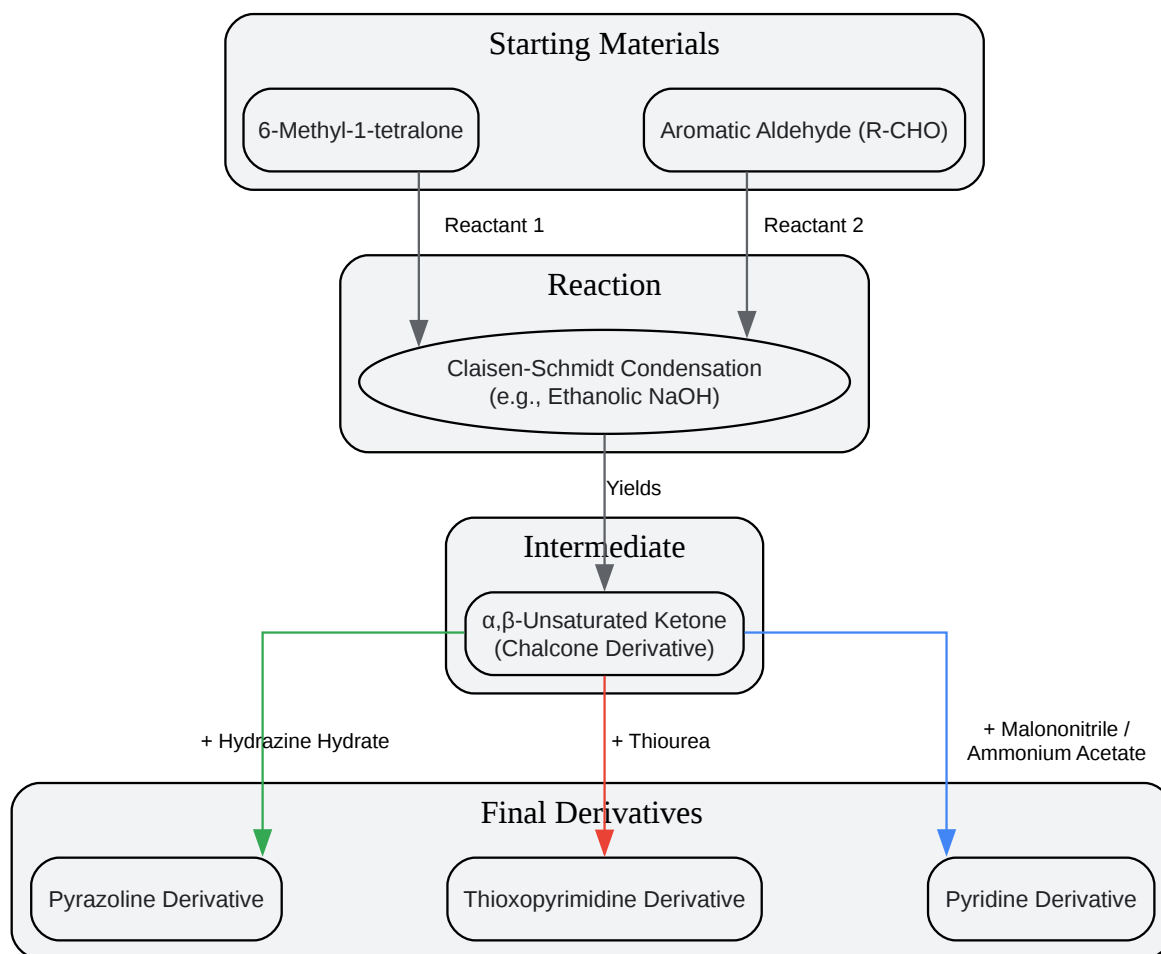 Starting Materials
6-Methyl-1-tetralone
Aromatic Aldehyde (R-CHO)
Reactant 1
Reactant 2
Reaction
Claisen-Schmidt Condensation
(e.g., Ethanolic NaOH)
Yields
Intermediate
α,β-Unsaturated Ketone
(Chalcone Derivative)
+ Hydrazine Hydrate
+ Thiourea
+ Malononitrile /
Ammonium Acetate
Final Derivatives
Pyrazoline Derivative
Thioxopyrimidine Derivative
Pyridine Derivative